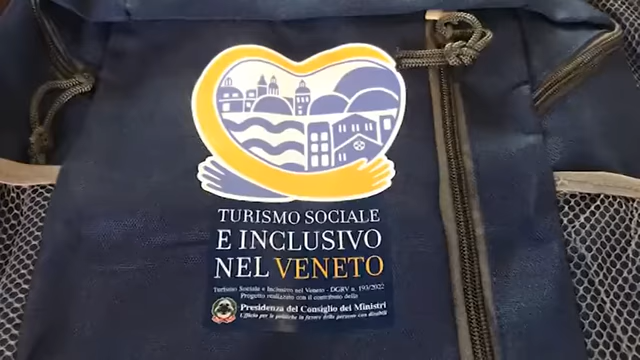 TURISMO SOCIALE
E INCLUSIVO
NEL VENETO
Turismo Sociale e Inclusivo nel Veneto - DGRV n. 193/2022
Progetto realizzato con il contributo della
Presidenza del Consiglio dei Ministri
Ufficio per le politiche in favore delle persone con disabilità